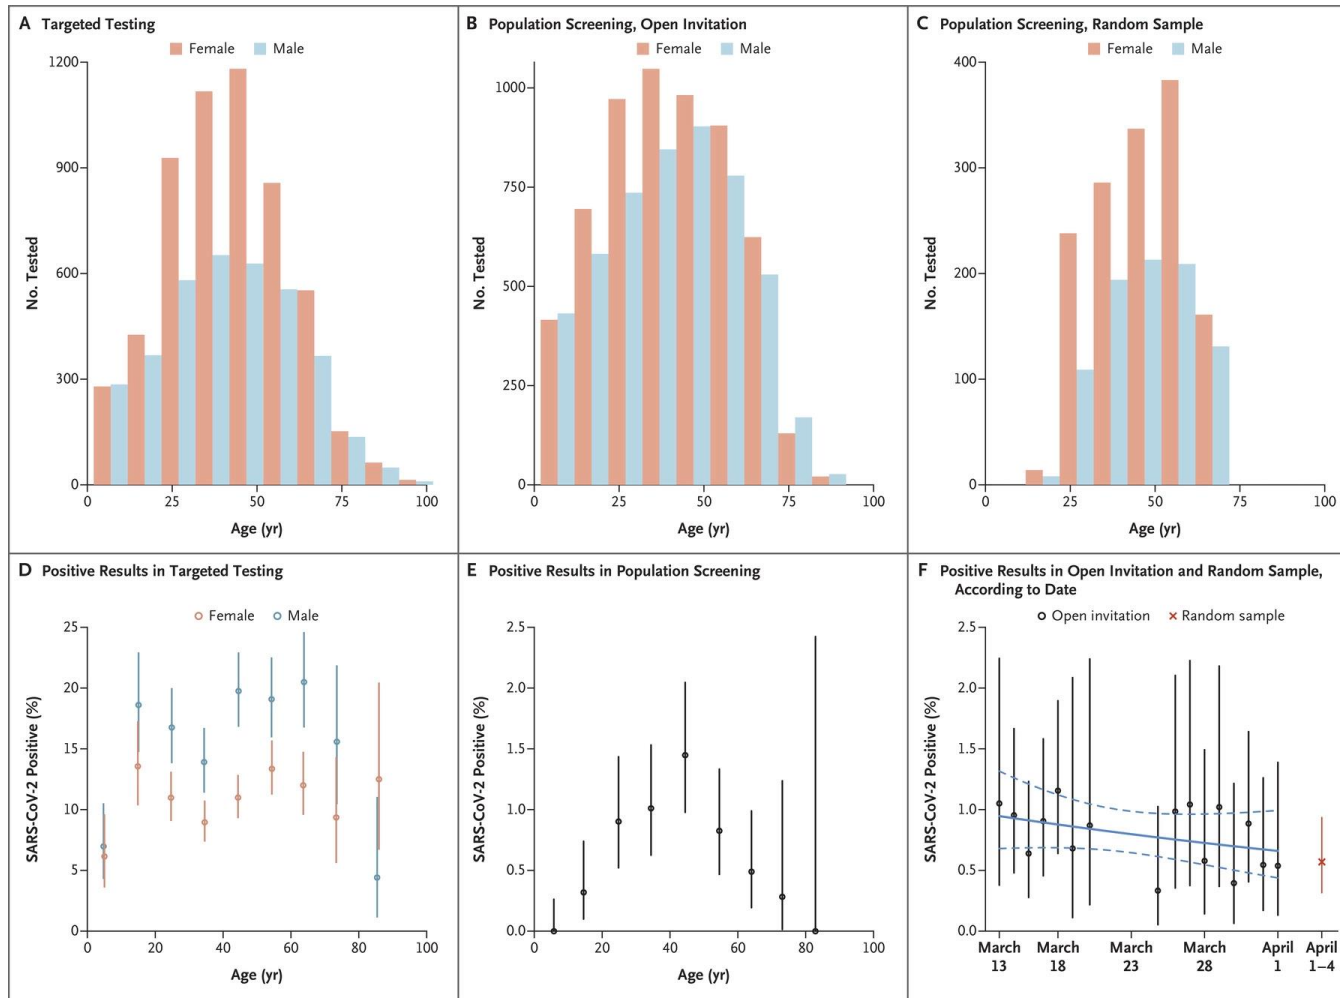 A Targeted Testing
Female Male
1200
900
600
300
0
No. Tested
0 25 50 75 100
Age (yr)
B Population Screening, Open Invitation
Female Male
1000
750
500
250
0
No. Tested
0 25 50 75 100
Age (yr)
C Population Screening, Random Sample
Female Male
400
300
200
100
0
No. Tested
0 25 50 75 100
Age (yr)
D Positive Results in Targeted Testing
Female Male
25
20
15
10
5
0
SARS-CoV-2 Positive (%)
0 20 40 60 80 100
Age (yr)
E Positive Results in Population Screening
2.5
2.0
1.5
1.0
0.5
0.0
SARS-CoV-2 Positive (%)
0 20 40 60 80 100
Age (yr)
F Positive Results in Open Invitation and Random Sample,
According to Date
Open invitation Random sample
2.5
2.0
1.5
1.0
0.5
0.0
SARS-CoV-2 Positive (%)
March March March March April April
13 18 23 28 1 1–4